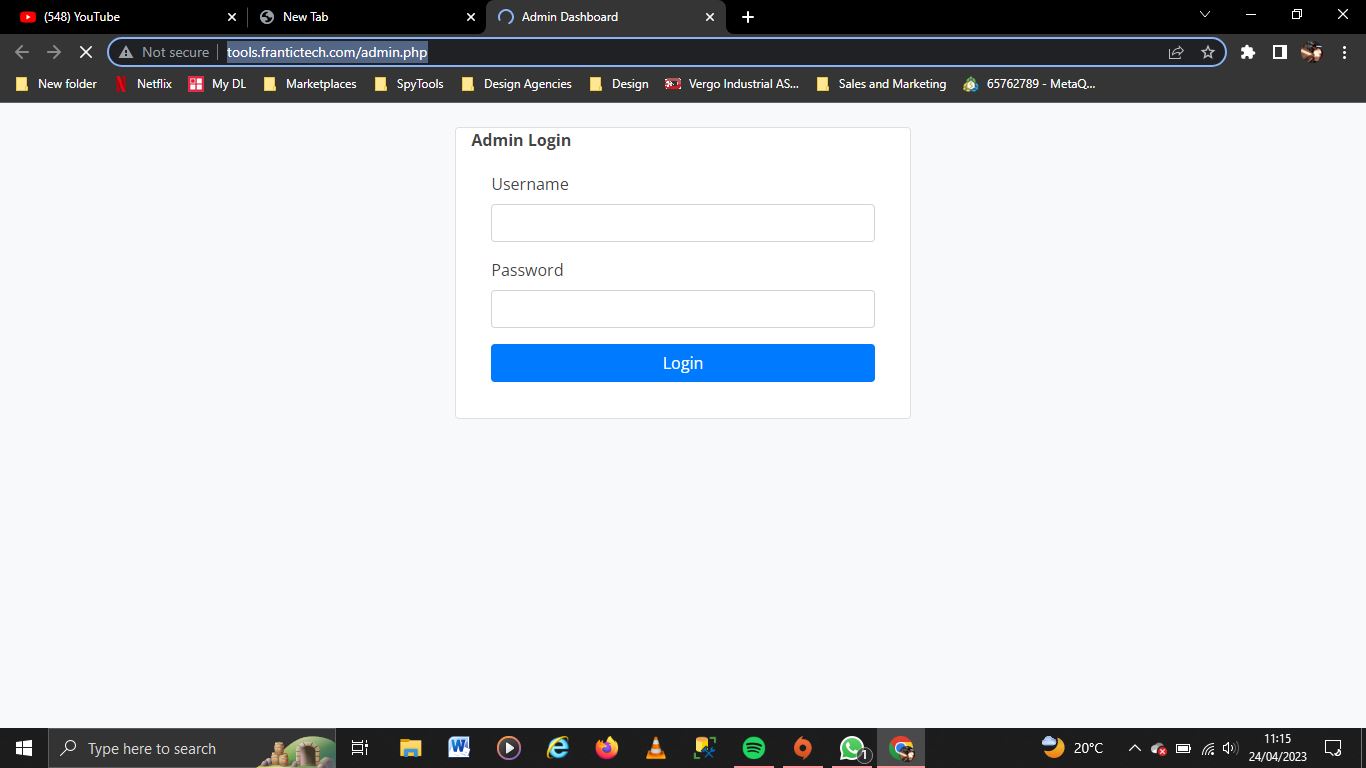 (548) YouTube
New Tab
Admin Dashboard
Not secure
tools.frantictech.com/admin.php
New folder
Netflix
My DL
Marketplaces
SpyTools
Design Agencies
Design
Vergo Industrial AS...
Sales and Marketing
65762789 - MetaQ...
Admin Login
Username
Password
Login
Type here to search
1
20°C
11:15
24/04/2023